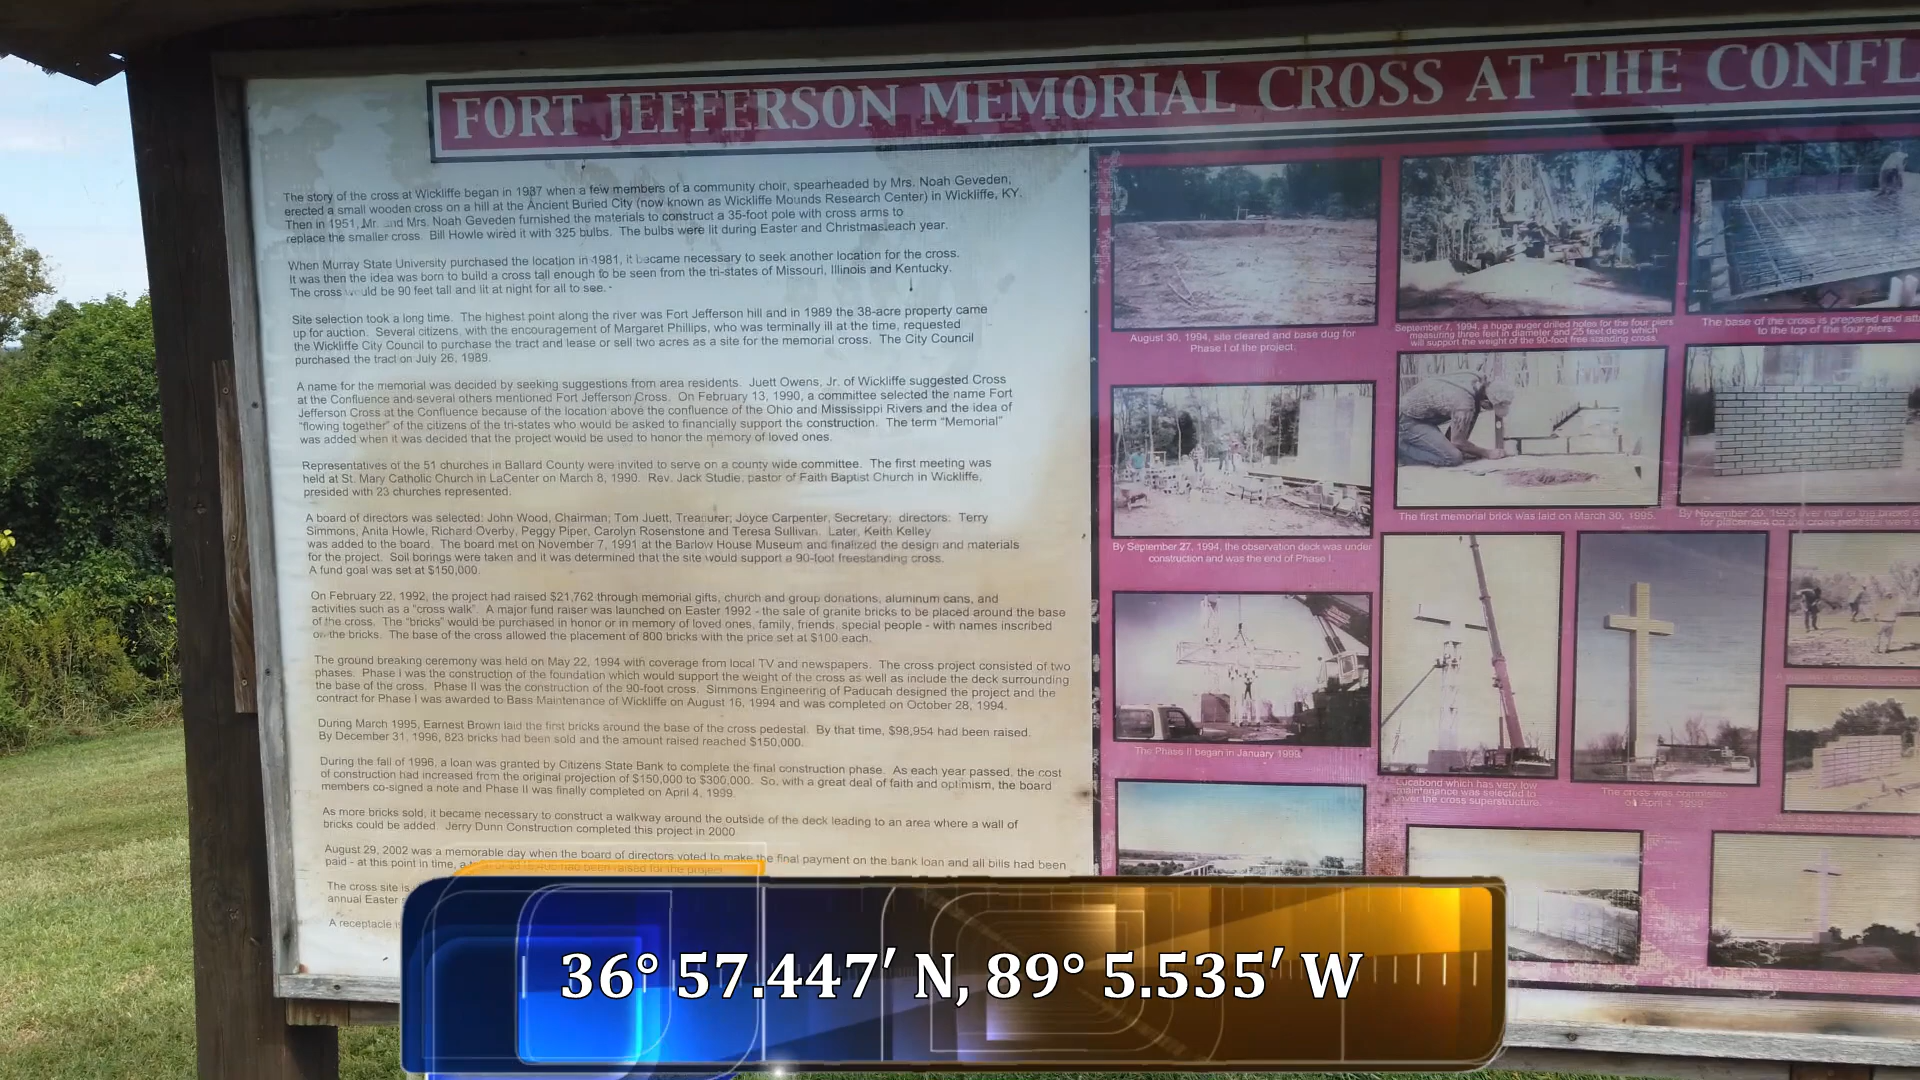 FORT JEFFERSON MEMORIAL CROSS AT THE CONFL
The story of the cross at Wickliffe began in 1937 when a few members of a community choir, spearheaded by Mrs. Noah Geveden,
erected a small wooden cross on a hill at the Ancient Buried City (now known as Wickliffe Mounds Research Center) in Wickliffe, KY.
Then in 1951, Mr. and Mrs. Noah Geveden furnished the materials to construct a 35-foot pole with cross arms to
replace the smaller cross. Bill Howle wired it with 325 bulbs. The bulbs were lit during Easter and Christmas each year.
When Murray State University purchased the location in 1981, it became necessary to seek another location for the cross.
It was then the idea was born to build a cross tall enough to be seen from the tri-states of Missouri, Illinois and Kentucky.
The cross would be 90 feet tall and lit at night for all to see.
Site selection took a long time. The highest point along the river was Fort Jefferson hill and in 1989 the 38-acre property came
up for auction. Several citizens, with the encouragement of Margaret Phillips, who was terminally ill at the time, requested
the Wickliffe City Council to purchase the tract and lease or sell two acres as a site for the memorial cross. The City Council
purchased the tract on July 26, 1989.
A name for the memorial was decided by seeking suggestions from area residents. Juett Owens, Jr. of Wickliffe suggested Cross
at the Confluence and several others mentioned Fort Jefferson Cross. On February 13, 1990, a committee selected the name Fort
Jefferson Cross at the Confluence because of the location above the confluence of the Ohio and Mississippi Rivers and the idea of
"flowing together" of the citizens of the tri-states who would be asked to financially support the construction. The term "Memorial"
was added when it was decided that the project would be used to honor the memory of loved ones.
Representatives of the 51 churches in Ballard County were invited to serve on a county wide committee. The first meeting was
held at St. Mary Catholic Church in LaCenter on March 8, 1990. Rev. Jack Studie, pastor of Faith Baptist Church in Wickliffe,
presided with 23 churches represented.
A board of directors was selected: John Wood, Chairman; Tom Juett, Treasurer; Joyce Carpenter, Secretary; directors: Terry
Simmons, Anita Howle, Richard Overby, Peggy Piper, Carolyn Rosenstone and Teresa Sullivan. Later, Keith Kelley
was added to the board. The board met on November 7, 1991 at the Barlow House Museum and finalized the design and materials
for the project. Soil borings were taken and it was determined that the site would support a 90-foot freestanding cross.
A fund goal was set at $150,000.
On February 22, 1992, the project had raised $21,762 through memorial gifts, church and group donations, aluminum cans, and
activities such as a "cross walk". A major fund raiser was launched on Easter 1992 - the sale of granite bricks to be placed around the base
of the cross. The "bricks" would be purchased in honor or in memory of loved ones, family, friends, special people - with names inscribed
on the bricks. The base of the cross allowed the placement of 800 bricks with the price set at $100 each.
The ground breaking ceremony was held on May 22, 1994 with coverage from local TV and newspapers. The cross project consisted of two
phases. Phase I was the construction of the foundation which would support the weight of the cross as well as include the deck surrounding
the base of the cross. Phase II was the construction of the 90-foot cross. Simmons Engineering of Paducah designed the project and the
contract for Phase I was awarded to Bass Maintenance of Wickliffe on August 16, 1994 and was completed on October 28, 1994.
During March 1995, Earnest Brown laid the first bricks around the base of the cross pedestal. By that time, $98,954 had been raised.
By December 31, 1996, 823 bricks had been sold and the amount raised reached $150,000.
During the fall of 1996, a loan was granted by Citizens State Bank to complete the final construction phase. As each year passed, the cost
of construction had increased from the original projection of $150,000 to $300,000. So, with a great deal of faith and optimism, the board
members co-signed a note and Phase II was finally completed on April 4, 1999.
As more bricks sold, it became necessary to construct a walkway around the outside of the deck leading to an area where a wall of
bricks could be added. Jerry Dunn Construction completed this project in 2000.
August 29, 2002 was a memorable day when the board of directors voted to make the final payment on the bank loan and all bills had been
paid - at this point in time, a had been raised for the project.
The cross site is
annual Easter
A receptacle
August 30, 1994, site cleared and base dug for
Phase I of the project.
September 7, 1994, a huge auger drilled holes for the four piers
measuring three feet in diameter and 25 feet deep which
will support the weight of the 90-foot free standing cross.
The base of the cross is prepared and att
to the top of the four piers.
By September 27, 1994, the observation deck was under
construction and was the end of Phase I.
The first memorial brick was laid on March 30, 1995.
By November 20, 1995 over half of the bricks
for placement on the cross pedestal were
The Phase II began in January 1999.
Lucabond which has very low
maintenance was selected to
cover the cross superstructure.
The cross was
on April 4, 1999.
36° 57.447′ N, 89° 5.535′ W